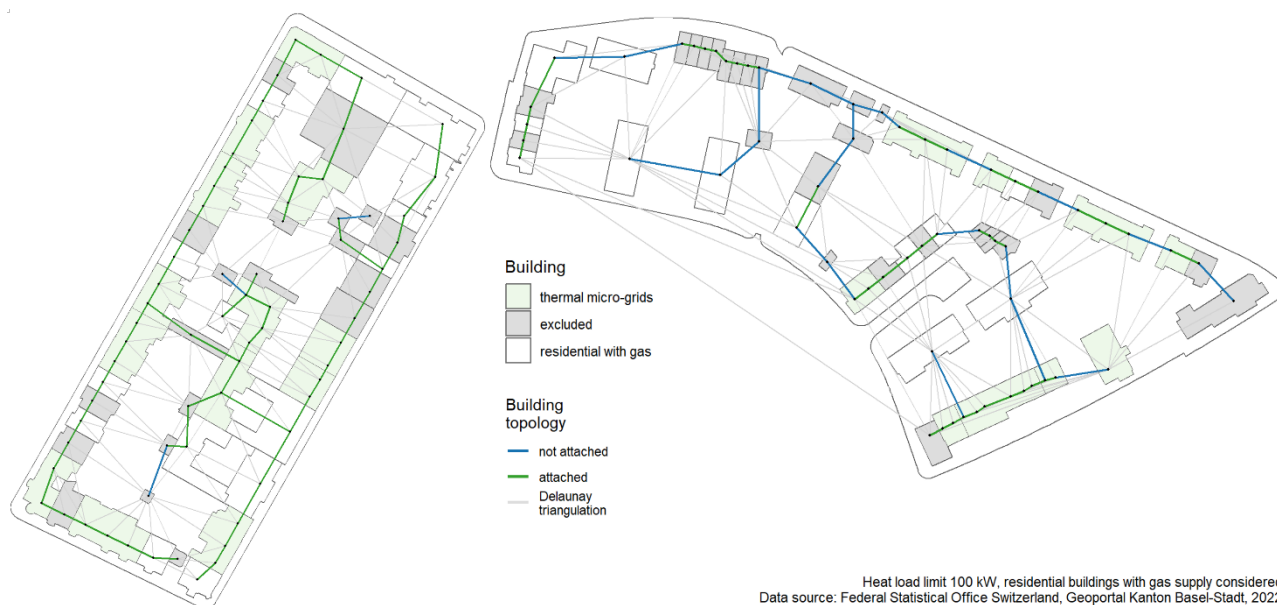 Building
thermal micro-grids
excluded
residential with gas
Building
topology
not attached
attached
Delaunay
triangulation
Heat load limit 100 kW, residential buildings with gas supply considered
Data source: Federal Statistical Office Switzerland, Geoportal Kanton Basel-Stadt, 2022